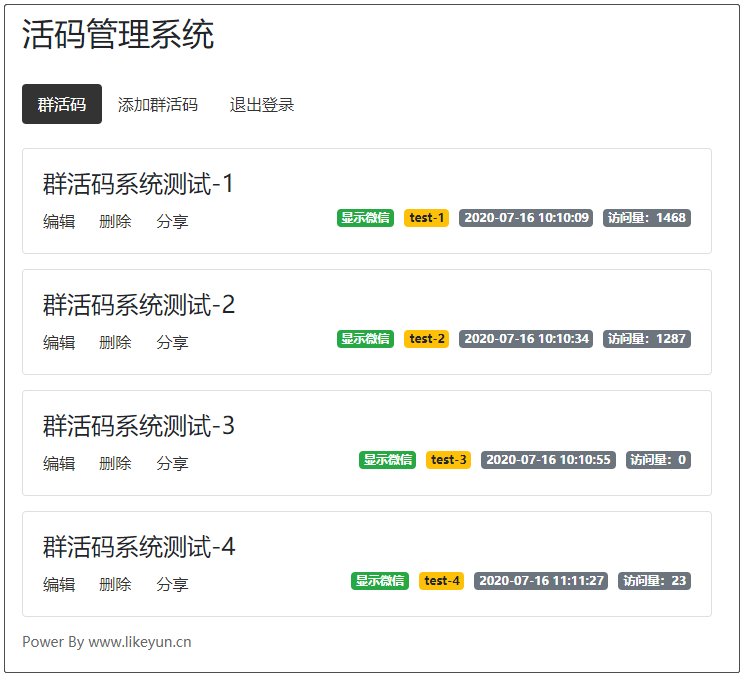 活码管理系统
群活码 添加群活码 退出登录
群活码系统测试-1
编辑 删除 分享 显示微信 test-1 2020-07-16 10:10:09 访问量：1468
群活码系统测试-2
编辑 删除 分享 显示微信 test-2 2020-07-16 10:10:34 访问量：1287
群活码系统测试-3
编辑 删除 分享 显示微信 test-3 2020-07-16 10:10:55 访问量：0
群活码系统测试-4
编辑 删除 分享 显示微信 test-4 2020-07-16 11:11:27 访问量：23
Power By www.likeyun.cn